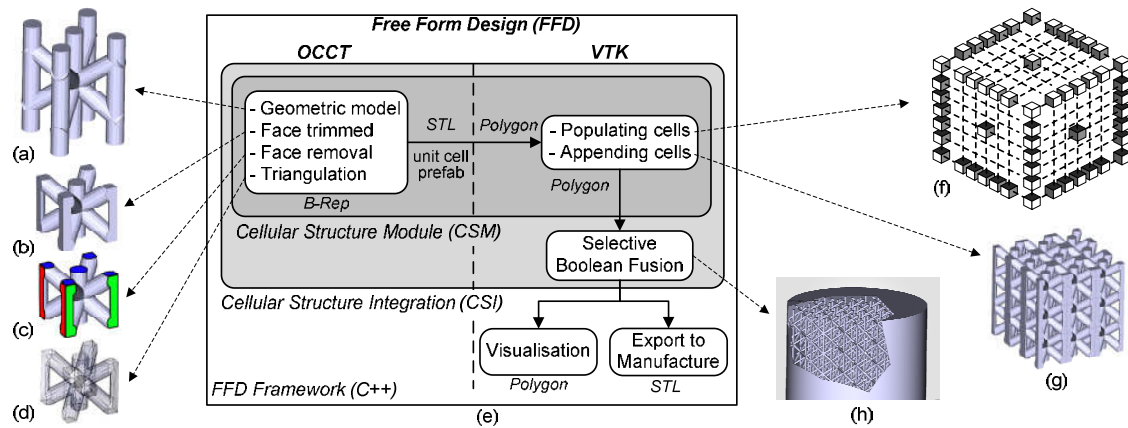 Free Form Design (FFD)
OCCT
VTK
- Geometric model
- Face trimmed
- Face removal
- Triangulation
B-Rep
STL
Polygon
unit cell
prefab
- Populating cells
- Appending cells
Polygon
Cellular Structure Module (CSM)
Selective
Boolean Fusion
Cellular Structure Integration (CSI)
Visualisation
Polygon
Export to
Manufacture
STL
FFD Framework (C++)
(a)
(b)
(c)
(d)
(e)
(f)
(g)
(h)